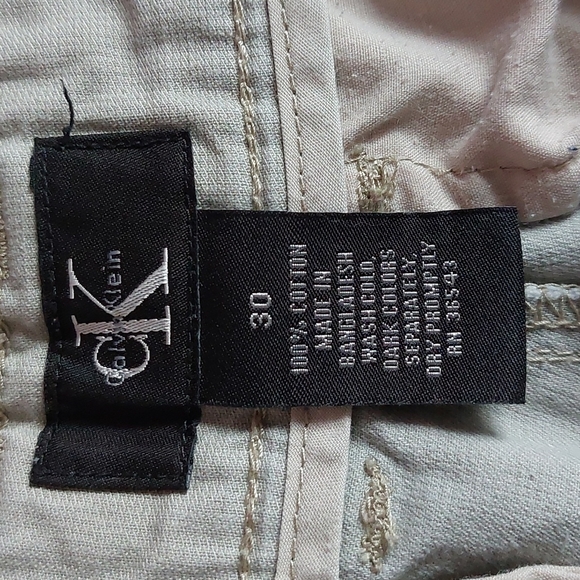 cK
Calvin Klein
30
100% COTTON
MADE IN
BANGLADESH
WASH COLD,
DARK COLORS
SEPARATELY,
DRY PROMPTLY
RN 36543